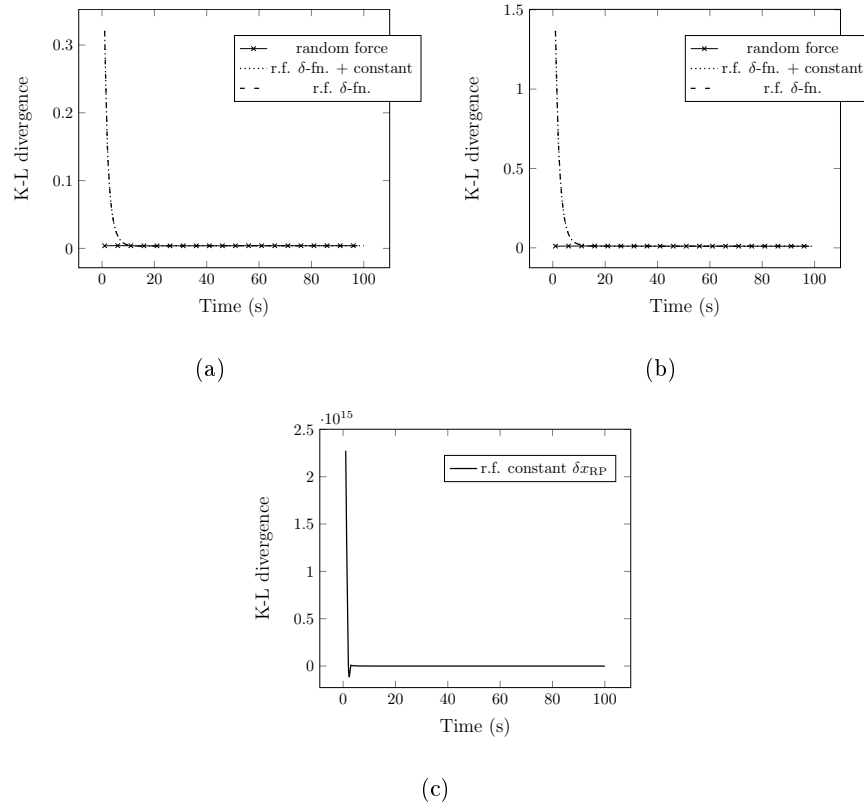 0.3
0.2
0.1
0
K-L divergence
0 20 40 60 80 100
Time (s)
random force
r.f. δ-fn. + constant
r.f. δ-fn.
(a)
1.5
1
0.5
0
K-L divergence
0 20 40 60 80 100
Time (s)
random force
r.f. δ-fn. + constant
r.f. δ-fn.
(b)
·10^15
2.5
2
1.5
1
0.5
0
K-L divergence
0 20 40 60 80 100
Time (s)
r.f. constant δx_RP
(c)